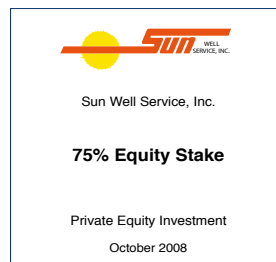 Sun WELL
SERVICE, INC.
Sun Well Service, Inc.
75% Equity Stake
Private Equity Investment
October 2008